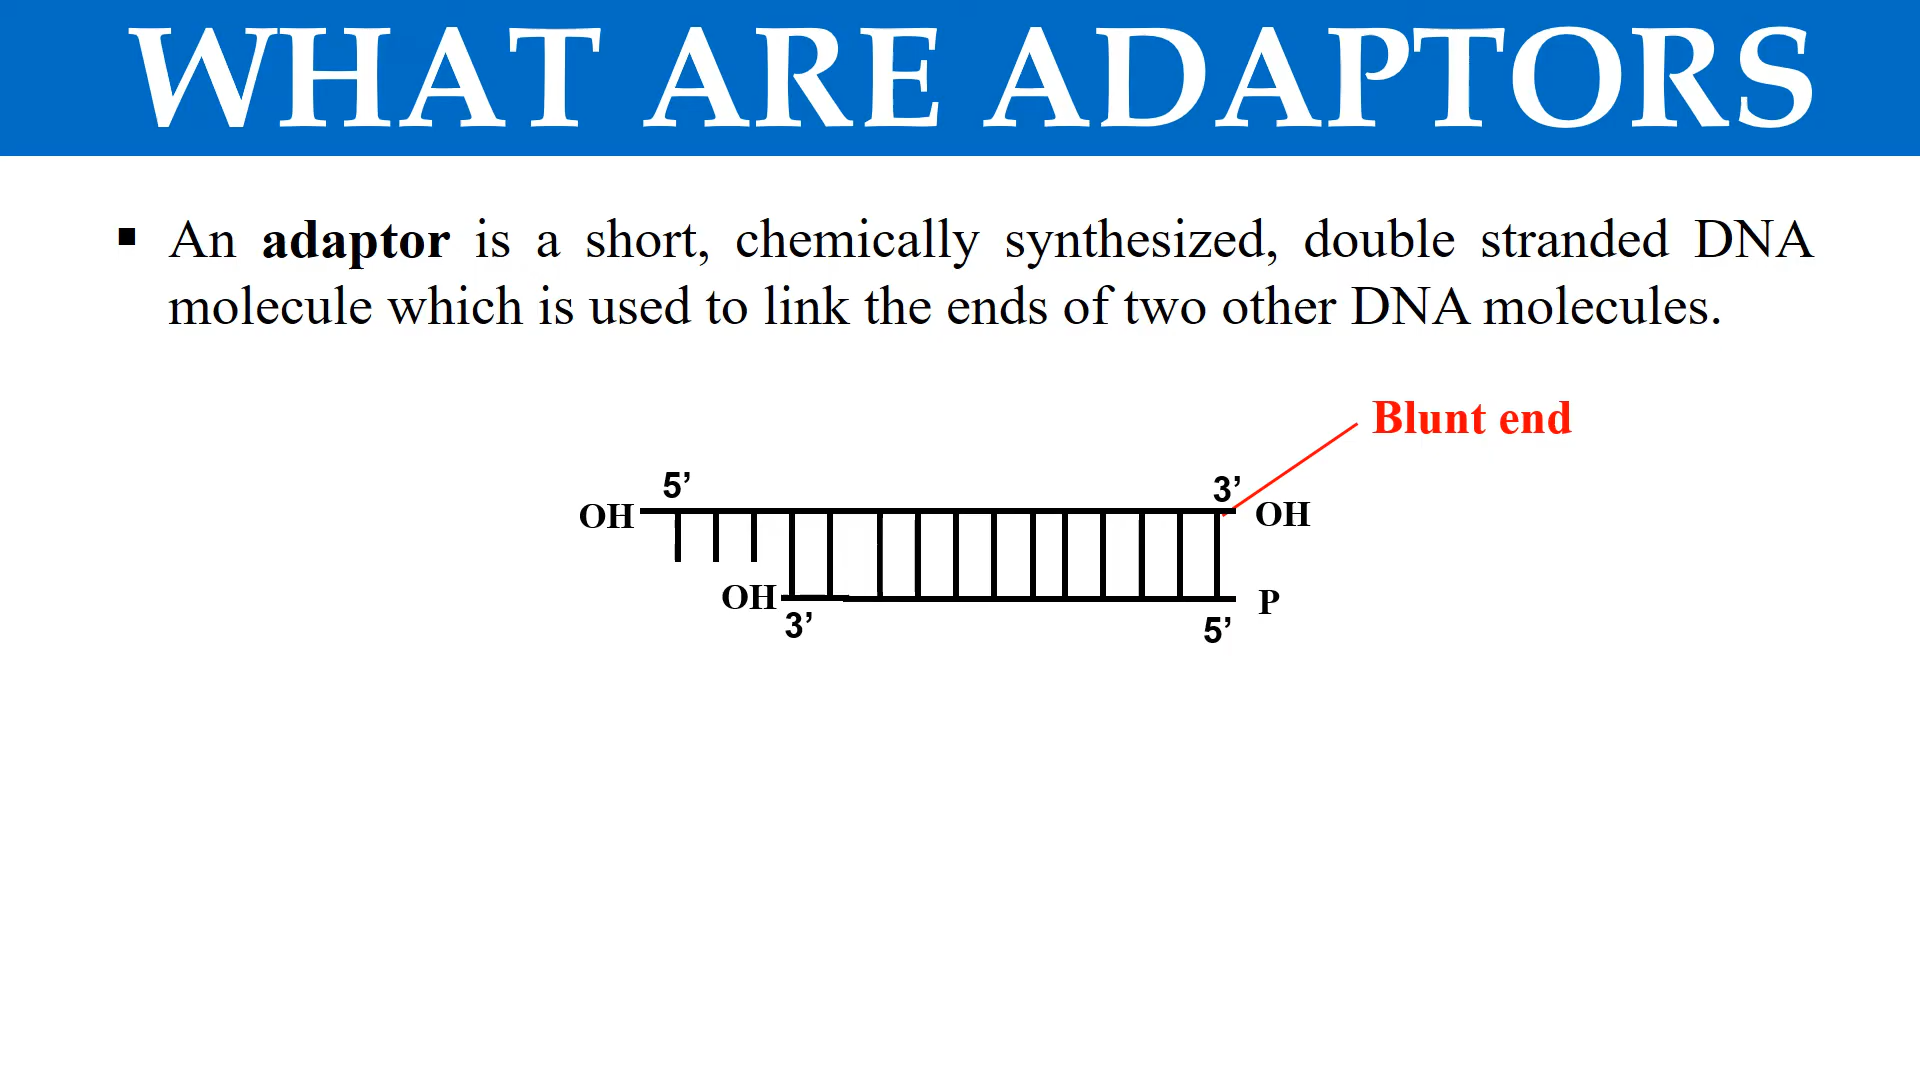 WHAT ARE ADAPTORS
▪ An adaptor is a short, chemically synthesized, double stranded DNA
molecule which is used to link the ends of two other DNA molecules.
Blunt end
5’ 3’
OH OH
OH P
3’ 5’